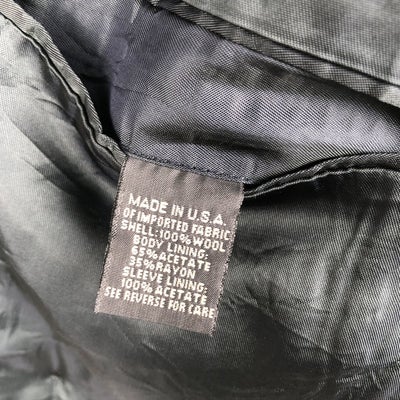 MADE IN U.S.A.
OF IMPORTED FABRIC
SHELL: 100% WOOL
BODY LINING:
65% ACETATE
35% RAYON
SLEEVE LINING:
100% ACETATE
SEE REVERSE FOR CARE